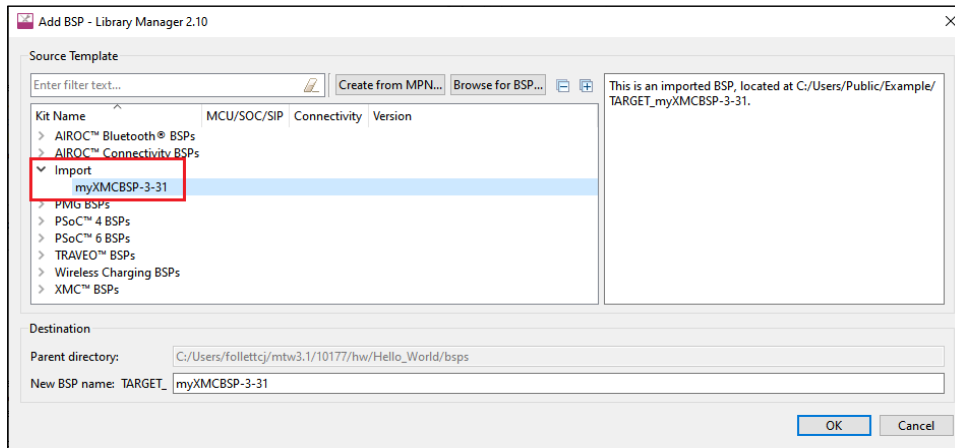 Add BSP - Library Manager 2.10
Source Template
Enter filter text...
Create from MPN...
Browse for BSP...
Kit Name MCU/SOC/SIP Connectivity Version
AIROC™ Bluetooth® BSPs
AIROC™ Connectivity BSPs
Import
myXMCBSP-3-31
PMG BSPs
PSoC™ 4 BSPs
PSoC™ 6 BSPs
TRAVEO™ BSPs
Wireless Charging BSPs
XMC™ BSPs
This is an imported BSP, located at C:/Users/Public/Example/
TARGET_myXMCBSP-3-31.
Destination
Parent directory: C:/Users/follettcj/mtw3.1/10177/hw/Hello_World/bsps
New BSP name: TARGET_ myXMCBSP-3-31
OK Cancel